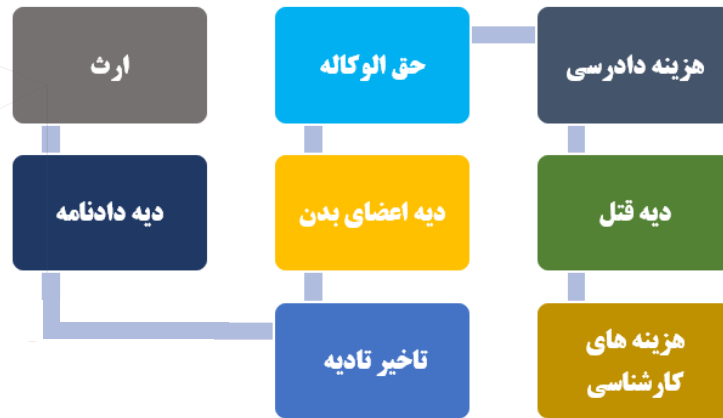 هزینه دادرسی
حق الوکاله
ارث
دیه قتل
دیه اعضای بدن
دیه دادنامه
هزینه های
کارشناسی
تاخیر تادیه